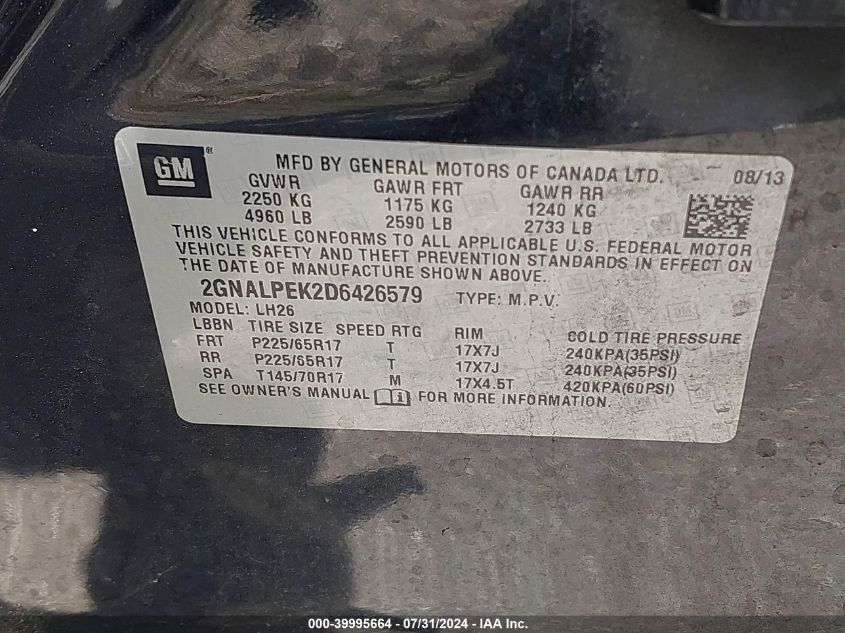 GM ® MFD BY GENERAL MOTORS OF CANADA LTD. 08/13
GVWR GAWR FRT GAWR RR
2250 KG 1175 KG 1240 KG
4960 LB 2590 LB 2733 LB
THIS VEHICLE CONFORMS TO ALL APPLICABLE U.S. FEDERAL MOTOR
VEHICLE SAFETY AND THEFT PREVENTION STANDARDS IN EFFECT ON
THE DATE OF MANUFACTURE SHOWN ABOVE.
2GNALPEK2D6426579 TYPE: M.P.V.
MODEL: LH26
LBBN TIRE SIZE SPEED RTG RIM COLD TIRE PRESSURE
FRT P225/65R17 T 17X7J 240KPA(35PSI)
RR P225/65R17 T 17X7J 240KPA(35PSI)
SPA T145/70R17 M 17X4.5T 420KPA(60PSI)
SEE OWNER'S MANUAL i FOR MORE INFORMATION.
000-39995664 - 07/31/2024 - IAA Inc.